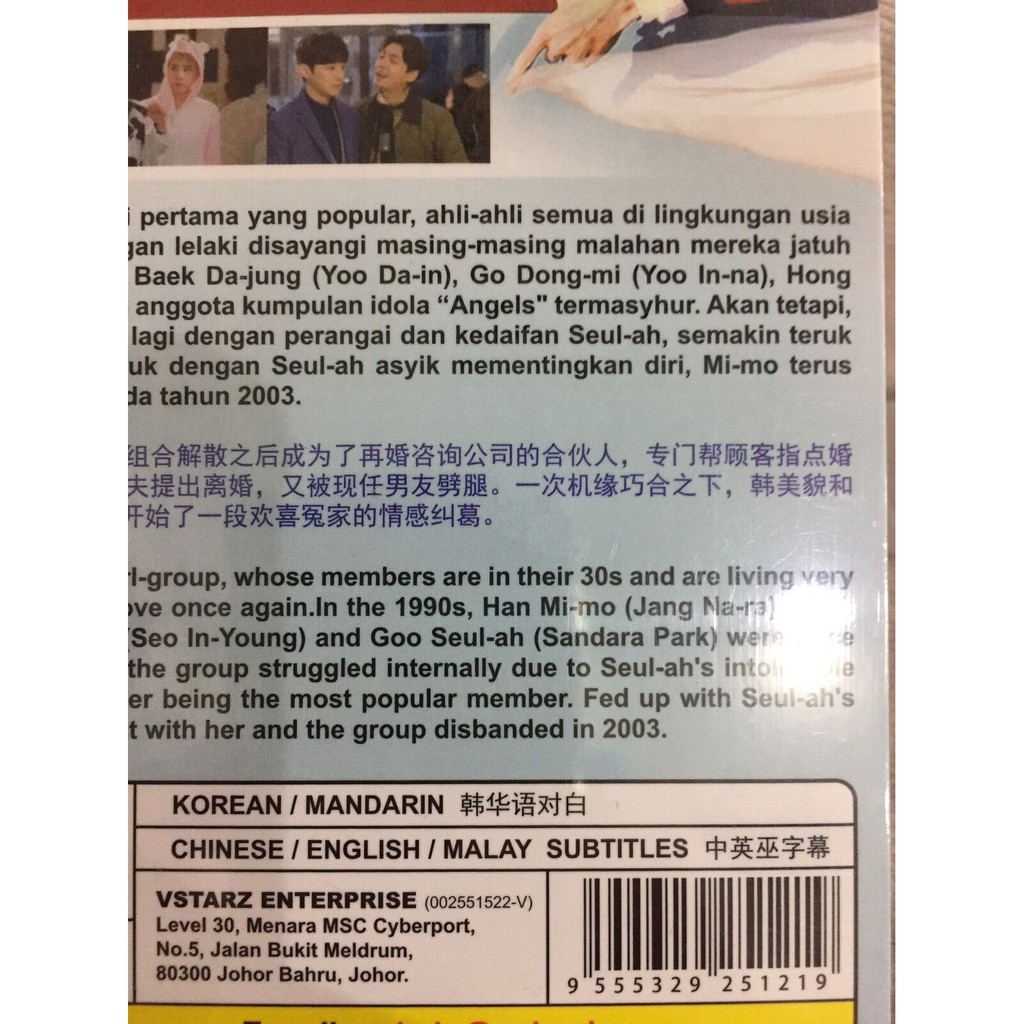 pertama yang popular, ahli-ahli semua di lingkungan usia
lelaki disayangi masing-masing malahan mereka jatuh
Baek Da-jung (Yoo Da-in), Go Dong-mi (Yoo In-na), Hong
anggota kumpulan idola “Angels" termasyhur. Akan tetapi,
lagi dengan perangai dan kedaifan Seul-ah, semakin teruk
uk dengan Seul-ah asyik mementingkan diri, Mi-mo terus
da tahun 2003.
组合解散之后成为了再婚咨询公司的合伙人，专门帮顾客指点婚
夫提出离婚，又被现任男友劈腿。一次机缘巧合之下，韩美貌和
开始了一段欢喜冤家的情感纠葛。
l-group, whose members are in their 30s and are living very
ove once again.In the 1990s, Han Mi-mo (Jang Na-ra)
(Seo In-Young) and Goo Seul-ah (Sandara Park) were
the group struggled internally due to Seul-ah's
er being the most popular member. Fed up with Seul-ah's
t with her and the group disbanded in 2003.
KOREAN / MANDARIN 韩华语对白
CHINESE / ENGLISH / MALAY SUBTITLES 中英巫字幕
VSTARZ ENTERPRISE (002551522-V)
Level 30, Menara MSC Cyberport,
No.5, Jalan Bukit Meldrum,
80300 Johor Bahru, Johor.
9 555329 251219